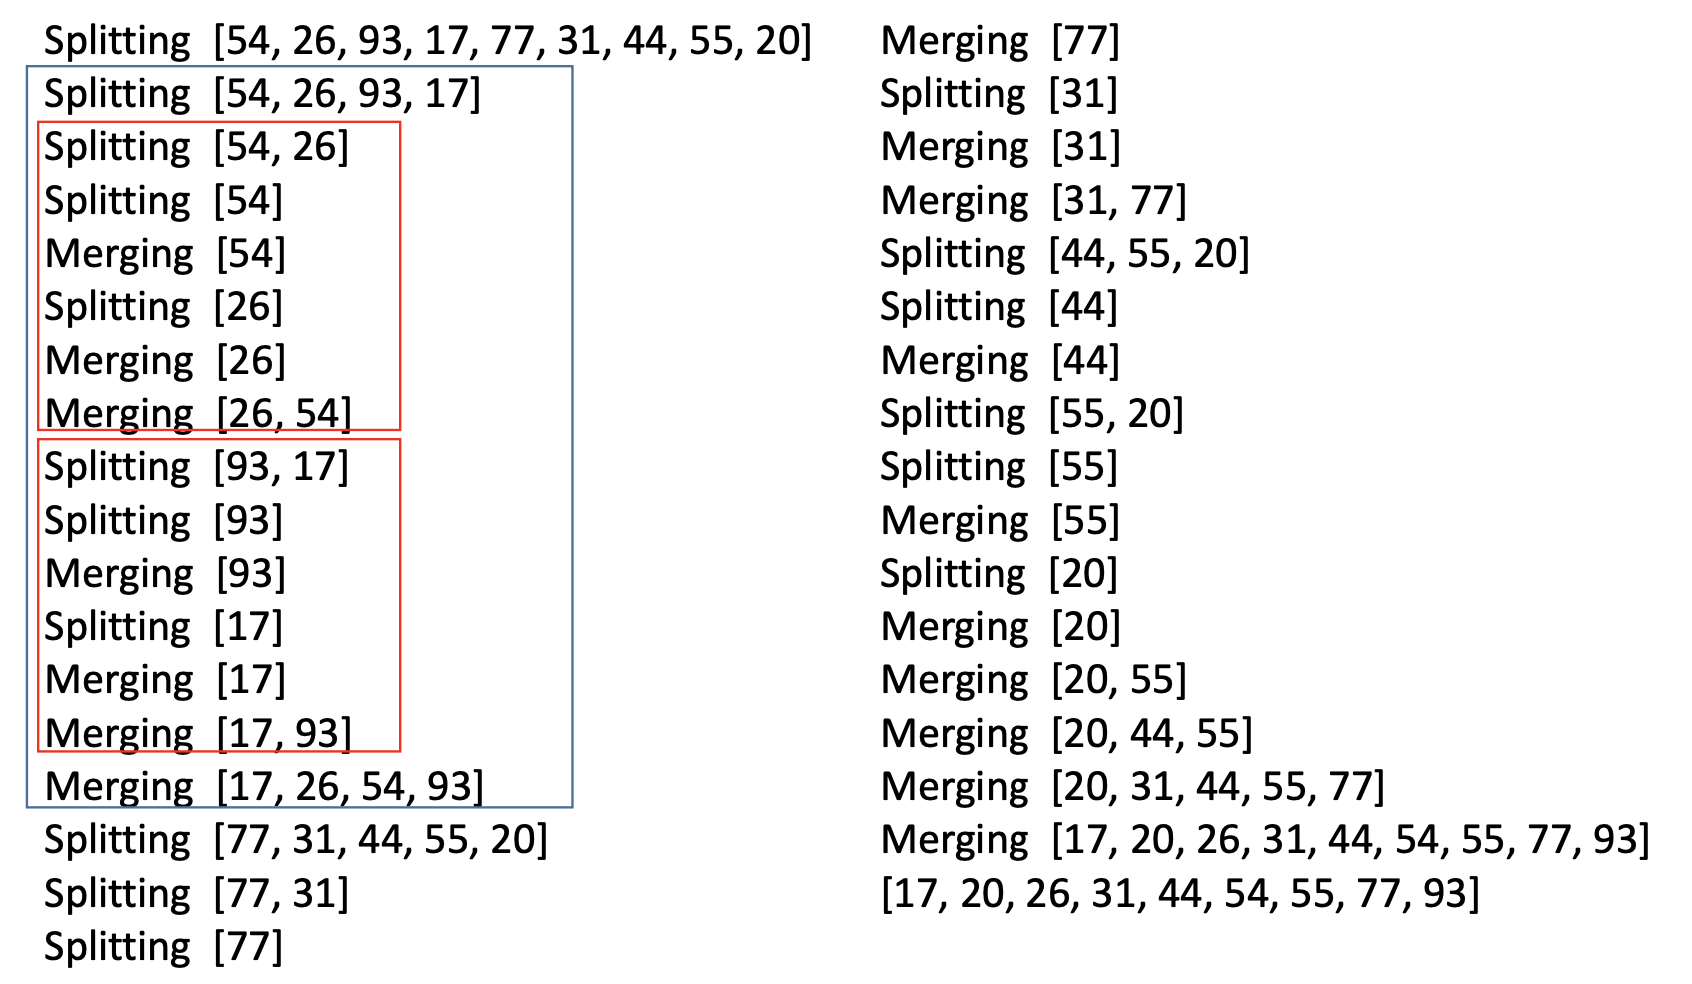 Splitting [54, 26, 93, 17, 77, 31, 44, 55, 20]
Splitting [54, 26, 93, 17]
Splitting [54, 26]
Splitting [54]
Merging [54]
Splitting [26]
Merging [26]
Merging [26, 54]
Splitting [93, 17]
Splitting [93]
Merging [93]
Splitting [17]
Merging [17]
Merging [17, 93]
Merging [17, 26, 54, 93]
Splitting [77, 31, 44, 55, 20]
Splitting [77, 31]
Splitting [77]
Merging [77]
Splitting [31]
Merging [31]
Merging [31, 77]
Splitting [44, 55, 20]
Splitting [44]
Merging [44]
Splitting [55, 20]
Splitting [55]
Merging [55]
Splitting [20]
Merging [20]
Merging [20, 55]
Merging [20, 44, 55]
Merging [20, 31, 44, 55, 77]
Merging [17, 20, 26, 31, 44, 54, 55, 77, 93]
[17, 20, 26, 31, 44, 54, 55, 77, 93]